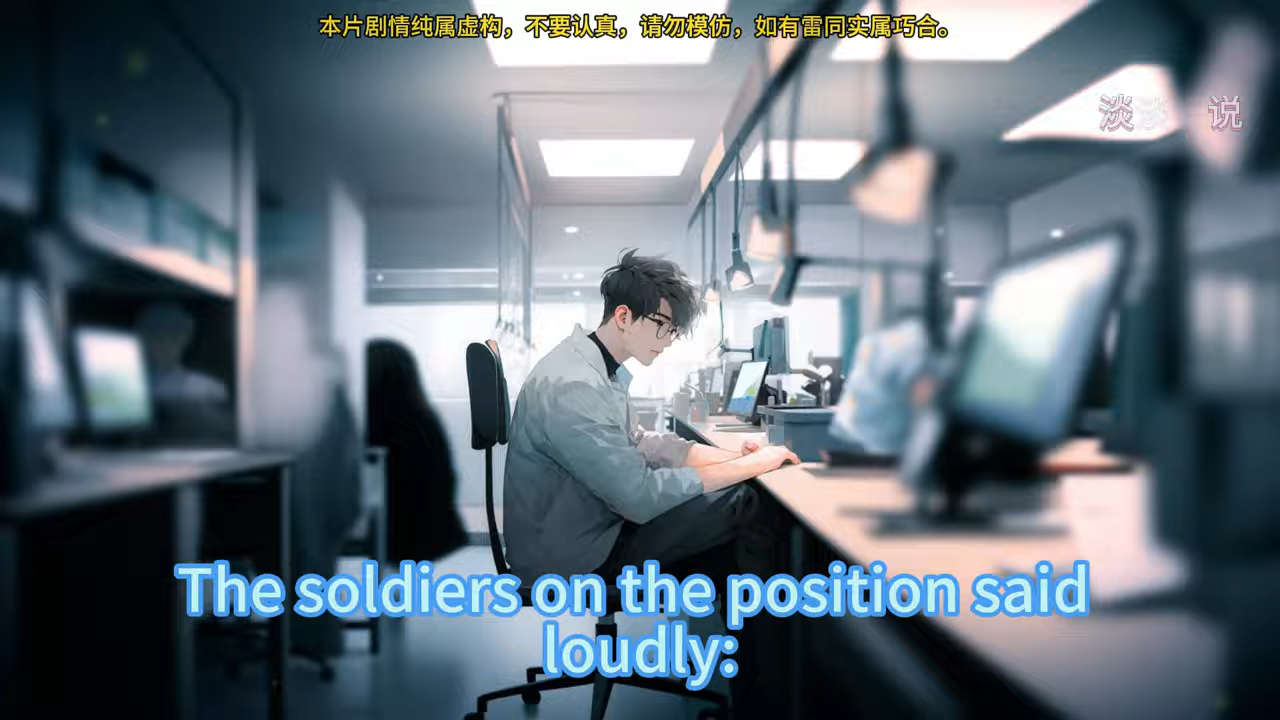 本片剧情纯属虚构，不要认真，请勿模仿，如有雷同实属巧合。
淡 说
The soldiers on the position said
loudly: